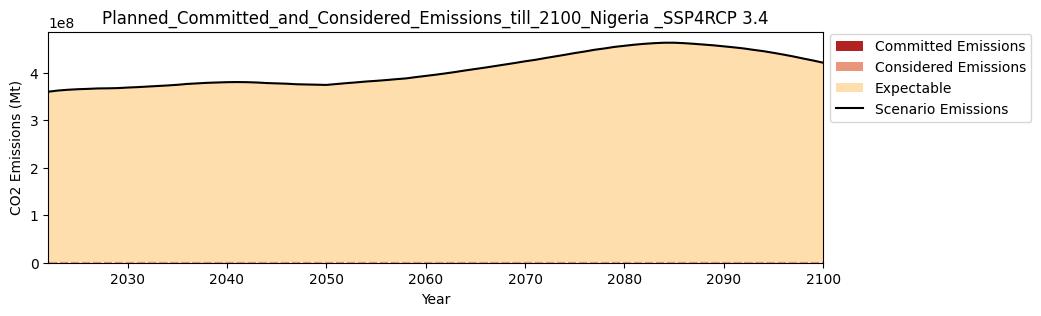 Planned_Committed_and_Considered_Emissions_till_2100_Nigeria _SSP4RCP 3.4
1e8
Committed Emissions
Considered Emissions
Expectable
Scenario Emissions
CO2 Emissions (Mt)
4
3
2
1
0
2030 2040 2050 2060 2070 2080 2090 2100
Year